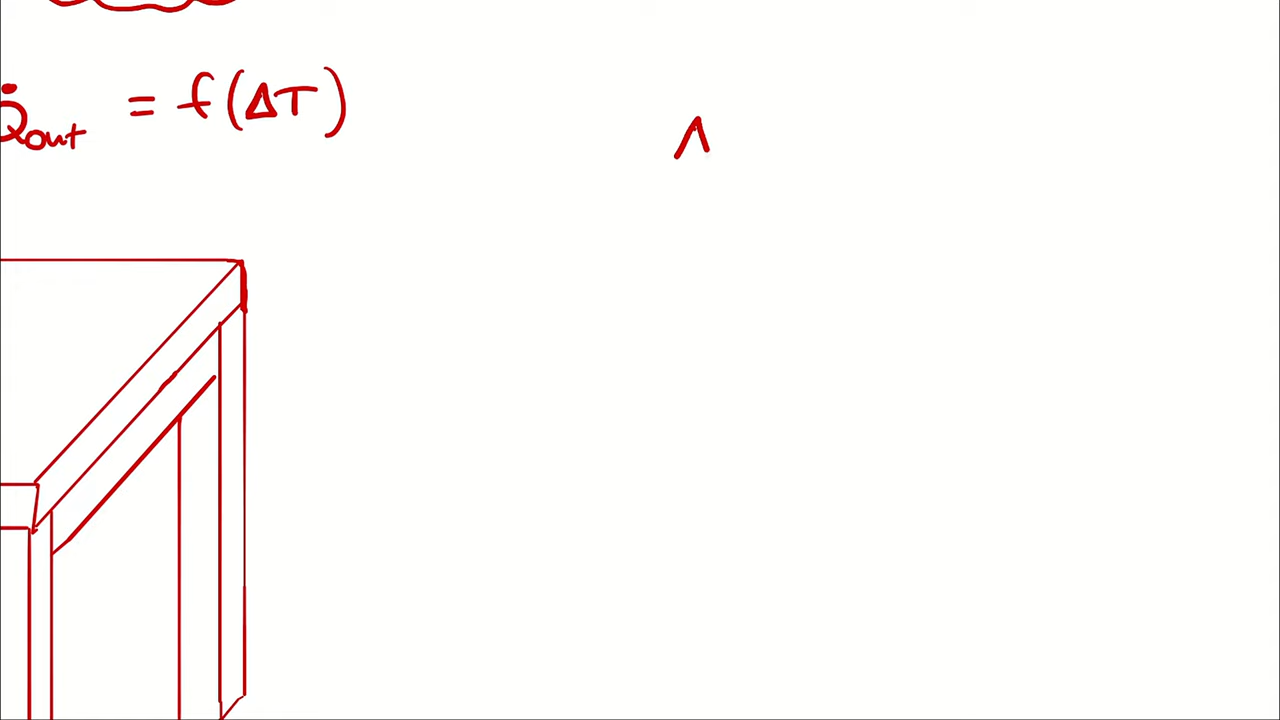 Q̇out = f(ΔT)
Λ